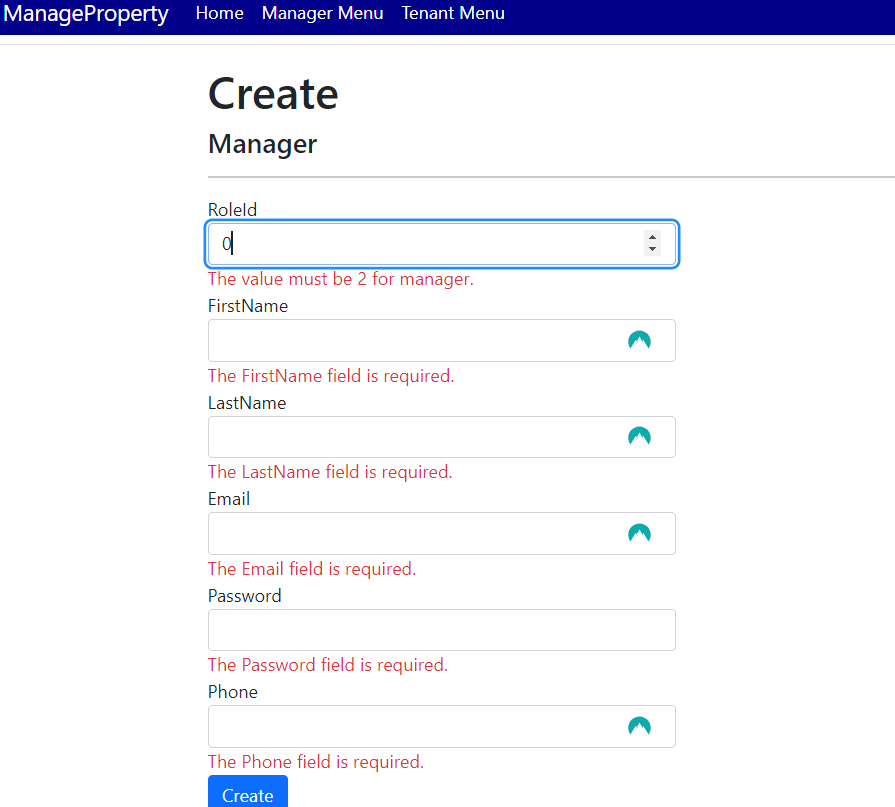 ManageProperty Home Manager Menu Tenant Menu
Create
Manager
RoleId
0
The value must be 2 for manager.
FirstName
The FirstName field is required.
LastName
The LastName field is required.
Email
The Email field is required.
Password
The Password field is required.
Phone
The Phone field is required.
Create